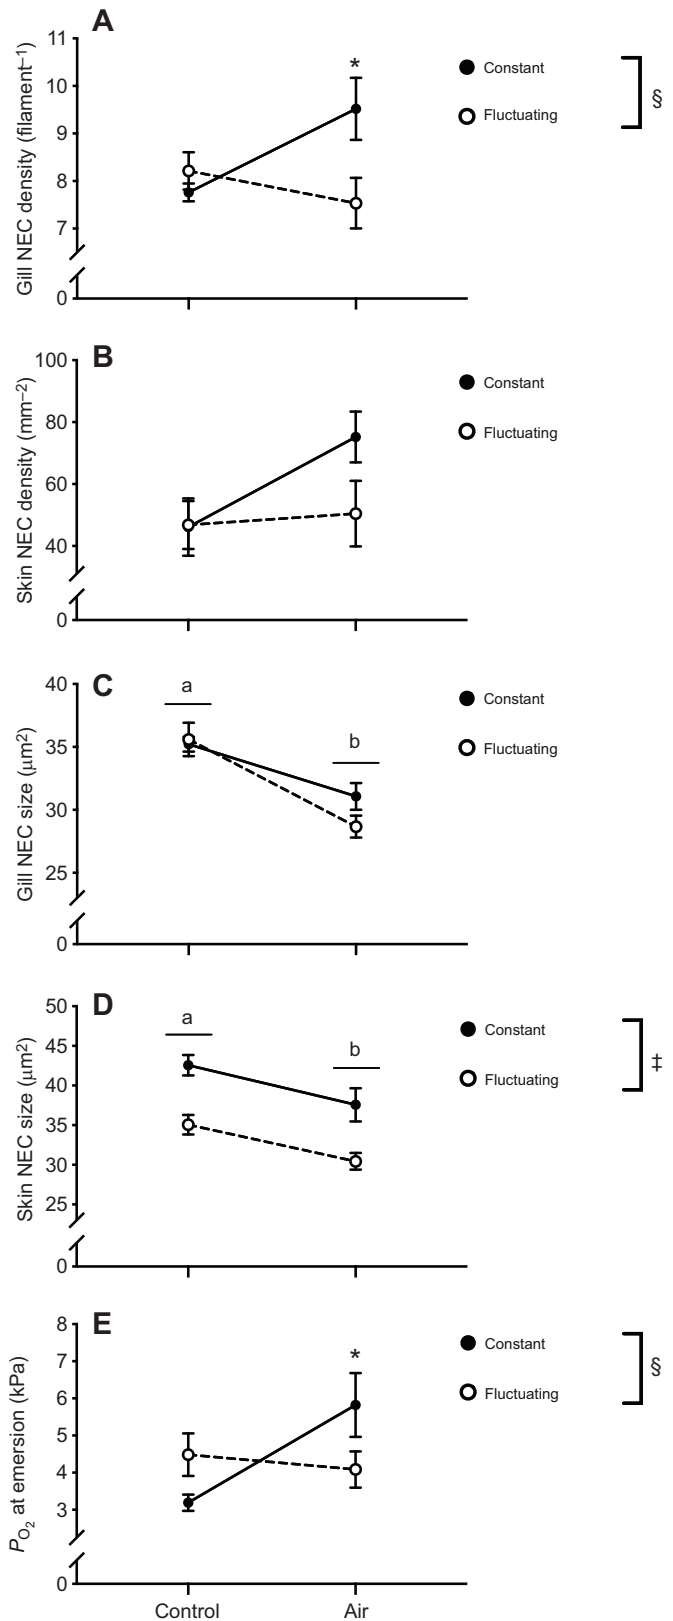 A
11
10
9
8
7
0
Gill NEC density (filament−1)
*
Constant
Fluctuating
§
B
100
80
60
40
0
Skin NEC density (mm−2)
Constant
Fluctuating
C
40
35
30
25
0
Gill NEC size (μm2)
a
b
Constant
Fluctuating
D
50
45
40
35
30
25
0
Skin NEC size (μm2)
a
b
Constant
Fluctuating
‡
E
8
7
6
5
4
3
0
PO2 at emersion (kPa)
*
Constant
Fluctuating
§
Control Air